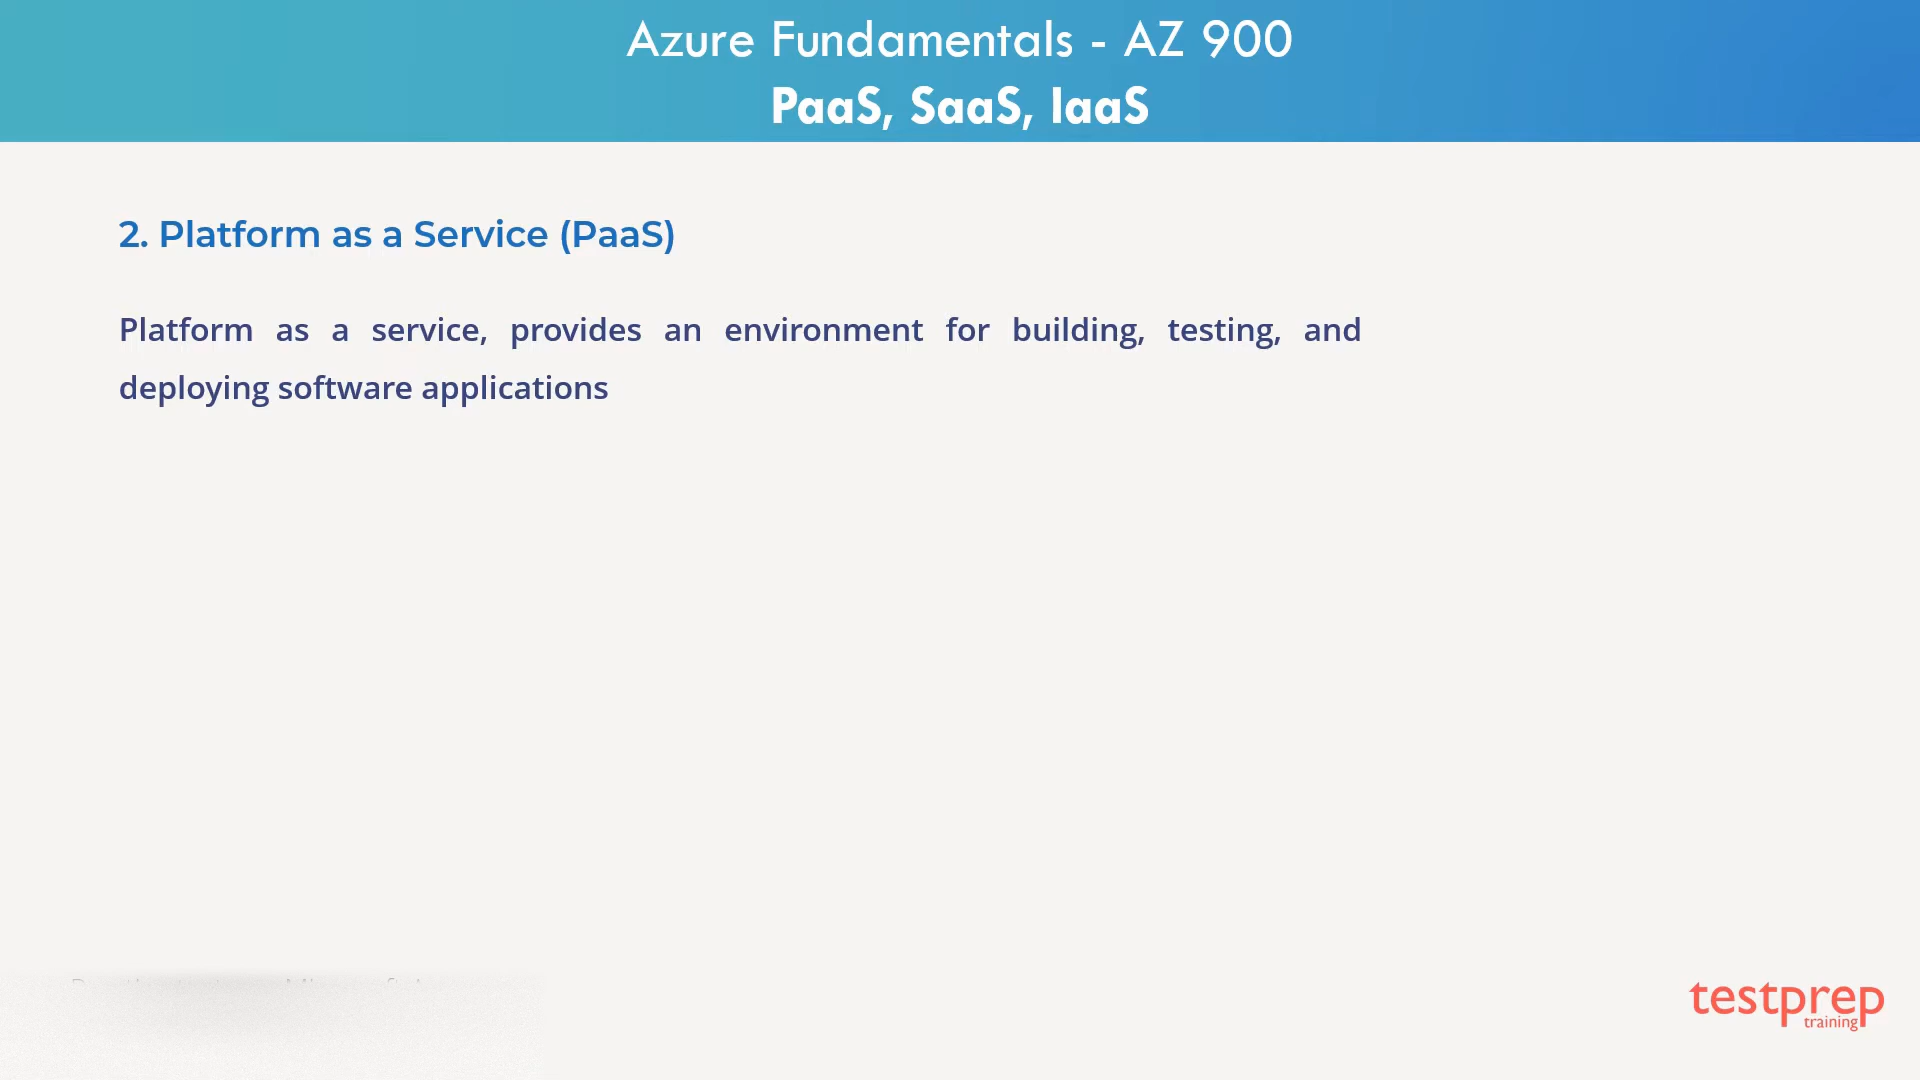 Azure Fundamentals - AZ 900
PaaS, SaaS, IaaS
2. Platform as a Service (PaaS)
Platform as a service, provides an environment for building, testing, and
deploying software applications
testprep
training